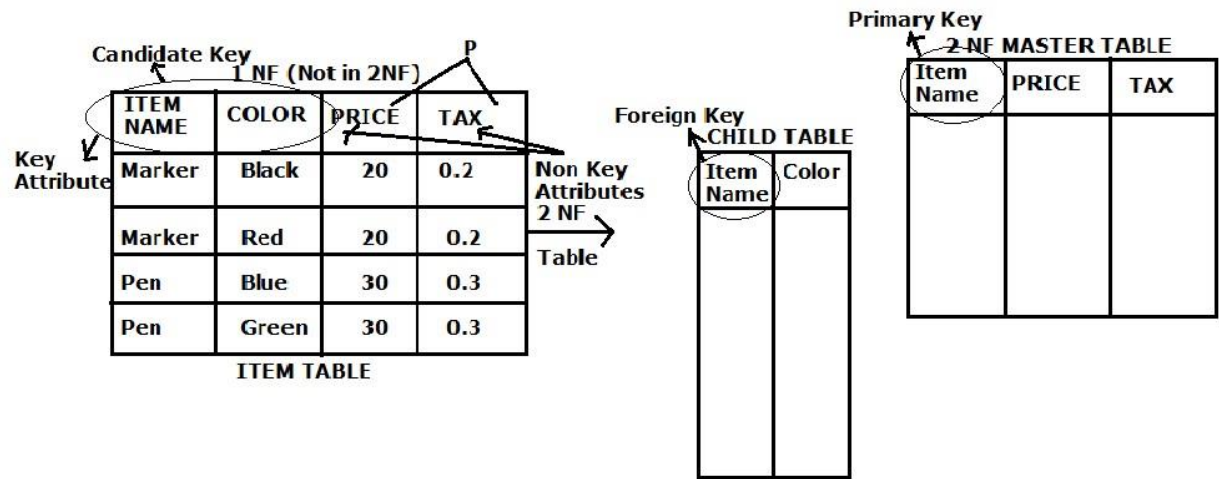 Candidate Key
1 NF (Not in 2NF)
P
ITEM NAME COLOR PRICE TAX
Key Attribute
Marker Black 20 0.2
Marker Red 20 0.2
Pen Blue 30 0.3
Pen Green 30 0.3
ITEM TABLE
Non Key
Attributes
2 NF
Table
Foreign Key
CHILD TABLE
Item Name Color
Primary Key
2 NF MASTER TABLE
Item Name PRICE TAX